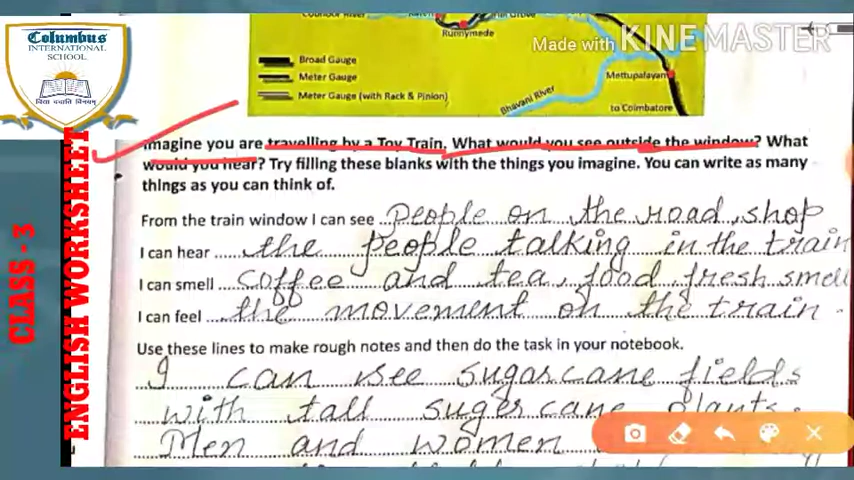 Columbus
INTERNATIONAL
SCHOOL
CLASS - 3
ENGLISH WORKSHEET
Made with KINEMASTER
Runnymede
Broad Gauge
Meter Gauge
Meter Gauge (with Rack & Pinion)
Bhavani River
Mettupalayam
to Coimbatore
Imagine you are travelling by a Toy Train. What would you see outside the window? What
would you hear? Try filling these blanks with the things you imagine. You can write as many
things as you can think of.
From the train window I can see people on the road, shop
I can hear the people talking in the train
I can smell coffee and tea, food, fresh smell
I can feel the movement on the train.
Use these lines to make rough notes and then do the task in your notebook.
I can see sugarcane fields
with tall sugercane plants.
Men and women